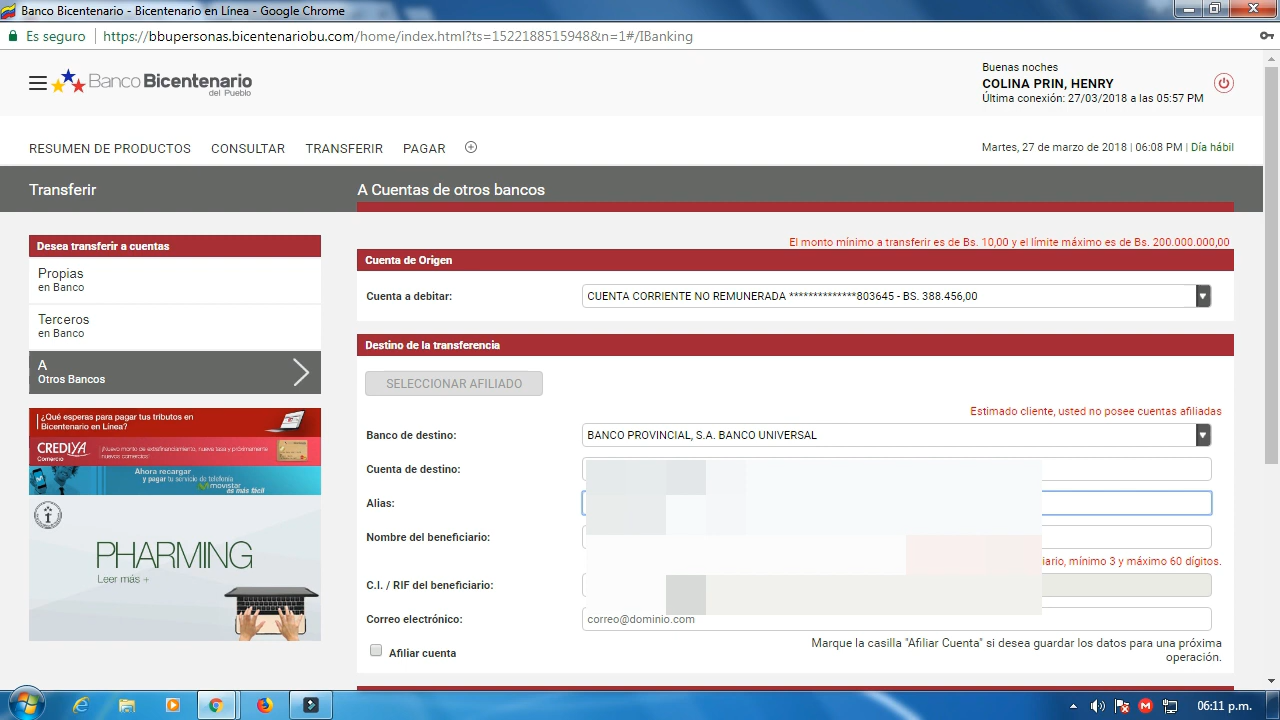 Banco Bicentenario - Bicentenario en Línea - Google Chrome
Es seguro | https://bbupersonas.bicentenariobu.com/home/index.html?ts=1522188515948&n=1#/IBanking
Banco Bicentenario
del Pueblo
Buenas noches
COLINA PRIN, HENRY
Última conexión: 27/03/2018 a las 05:57 PM
RESUMEN DE PRODUCTOS CONSULTAR TRANSFERIR PAGAR
Martes, 27 de marzo de 2018 | 06:08 PM | Día hábil
Transferir
A Cuentas de otros bancos
Desea transferir a cuentas
Propias
en Banco
Terceros
en Banco
A
Otros Bancos
¿Qué esperas para pagar tus tributos en
Bicentenario en Línea?
CREDIYA
Comercio
¡Nuevo monto de extrafinanciamiento, nueva tasa y próximamente
nuevos comercios!
Ahora recargar
y pagar tu servicio de telefonía
movistar
es más fácil
PHARMING
Leer más +
El monto mínimo a transferir es de Bs. 10,00 y el límite máximo es de Bs. 200.000.000,00
Cuenta de Origen
Cuenta a debitar: CUENTA CORRIENTE NO REMUNERADA **************803645 - BS. 388.456,00
Destino de la transferencia
SELECCIONAR AFILIADO
Estimado cliente, usted no posee cuentas afiliadas
Banco de destino: BANCO PROVINCIAL, S.A. BANCO UNIVERSAL
Cuenta de destino:
Alias:
Nombre del beneficiario:
iario, mínimo 3 y máximo 60 dígitos.
C.I. / RIF del beneficiario:
Correo electrónico: correo@dominio.com
Afiliar cuenta
Marque la casilla "Afiliar Cuenta" si desea guardar los datos para una próxima
operación.
06:11 p.m.